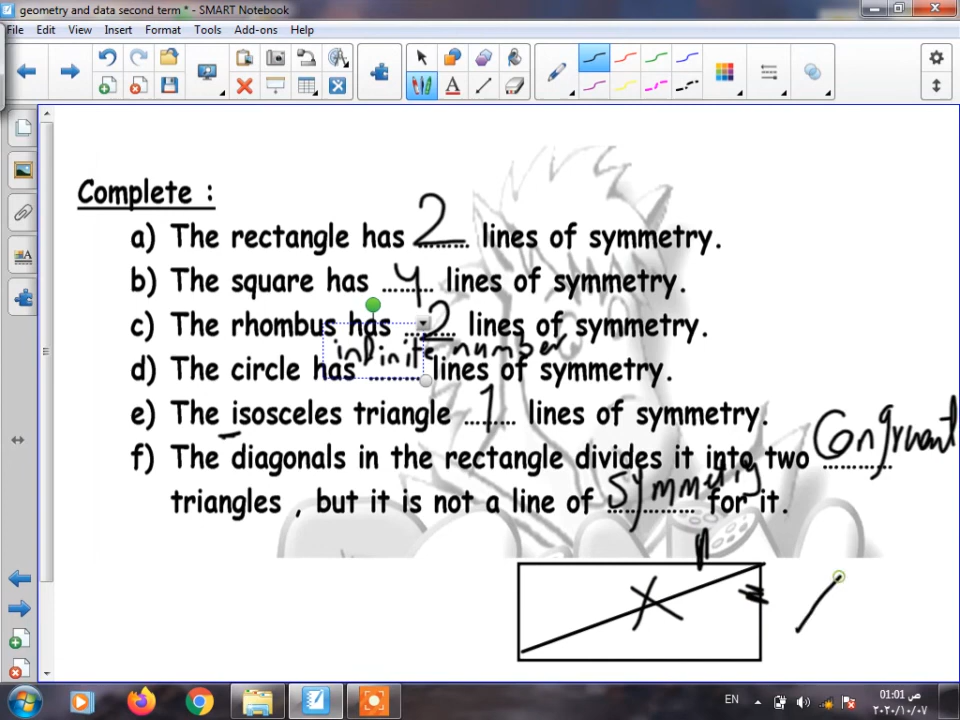 geometry and data second term * - SMART Notebook
File Edit View Insert Format Tools Add-ons Help
Complete :
a) The rectangle has 2 lines of symmetry.
b) The square has 4 lines of symmetry.
c) The rhombus has 2 lines of symmetry.
infinite number
d) The circle has ......... lines of symmetry.
e) The isosceles triangle 1 lines of symmetry.
f) The diagonals in the rectangle divides it into two Congruent
triangles , but it is not a line of symmetry for it.
EN
01:01 ص
٢٠٢٠/١٠/٠٧